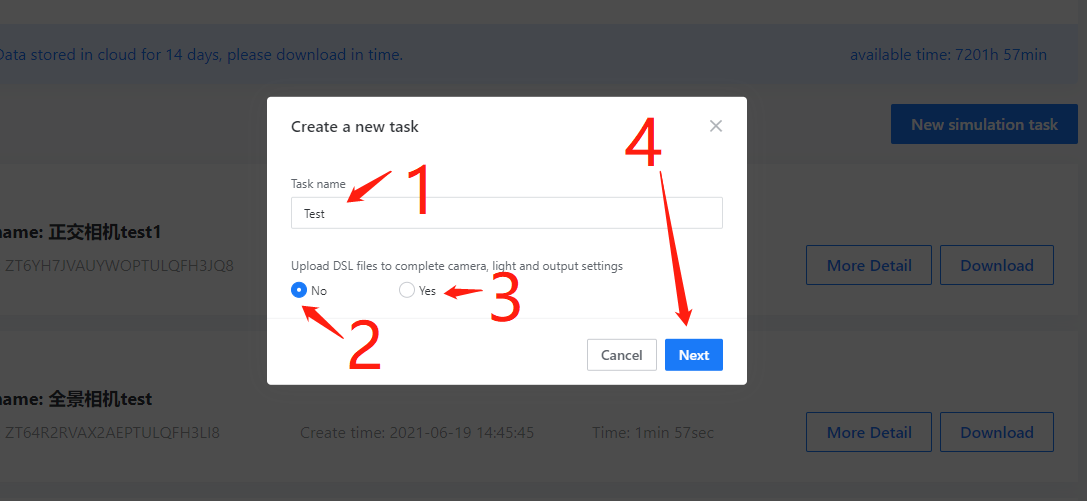 Data stored in cloud for 14 days, please download in time.
available time: 7201h 57min
New simulation task
Create a new task
4
Task name
1
Test
Upload DSL files to complete camera, light and output settings
No
Yes
3
2
Cancel
Next
name: 正交相机test1
ZT6YH7JVAUYWOPTULQFH3JQ8
More Detail
Download
name: 全景相机test
ZT64R2RVAX2AEPTULQFH3LI8
Create time: 2021-06-19 14:45:45
Time: 1min 57sec
More Detail
Download